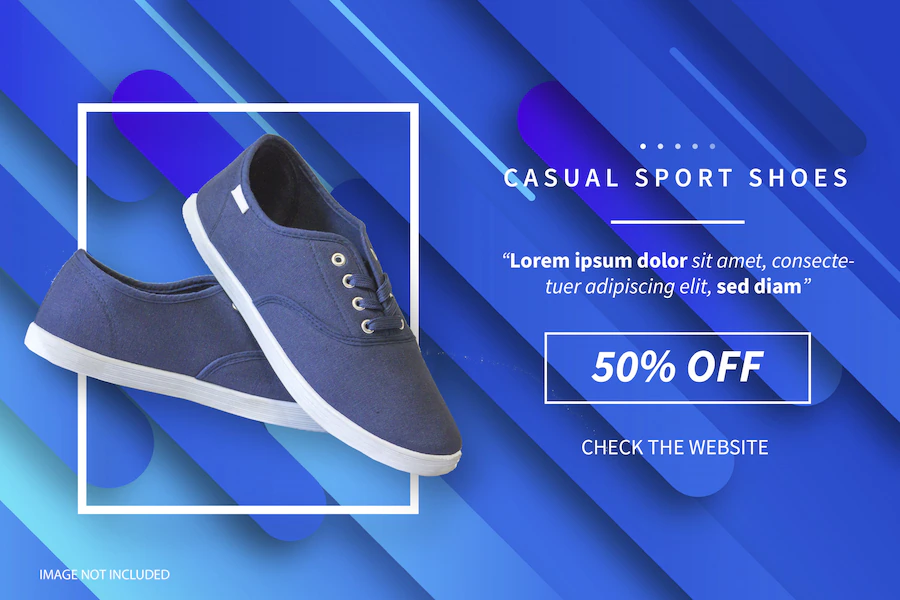 CASUAL SPORT SHOES
“Lorem ipsum dolor sit amet, consecte-
tuer adipiscing elit, sed diam”
50% OFF
CHECK THE WEBSITE
IMAGE NOT INCLUDED